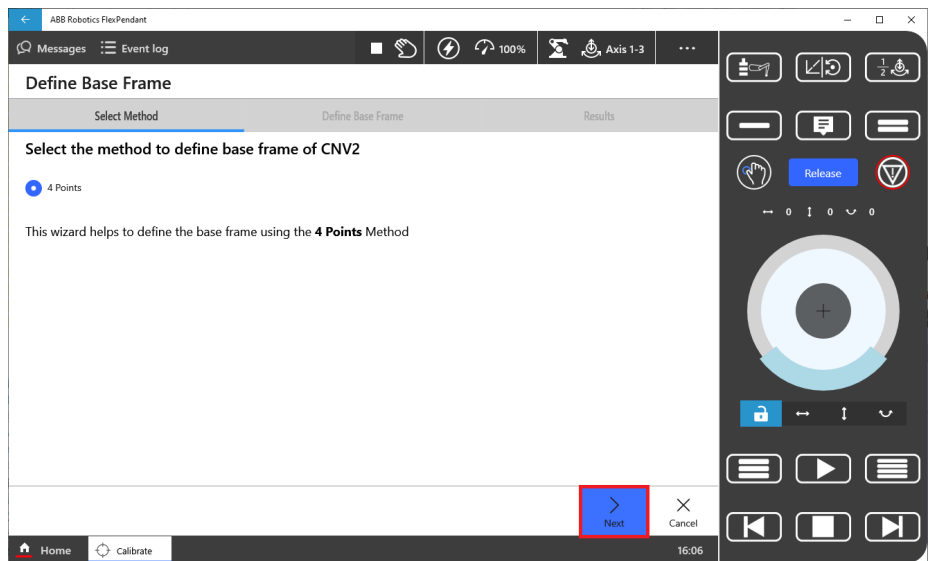 ABB Robotics FlexPendant
Messages Event log 100% Axis 1-3
Define Base Frame
Select Method Define Base Frame Results
Select the method to define base frame of CNV2
4 Points
This wizard helps to define the base frame using the 4 Points Method
Next Cancel
Home Calibrate 16:06
1/2
Release
0 0 0